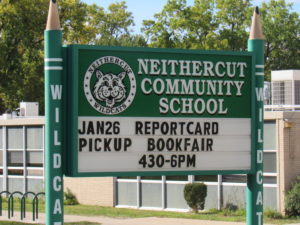 NEITHERCUT
COMMUNITY
SCHOOL
NEITHERCUT
WILDCATS
JAN26 REPORTCARD
PICKUP BOOKFAIR
430-6PM
WILDCAT
WILDCAT